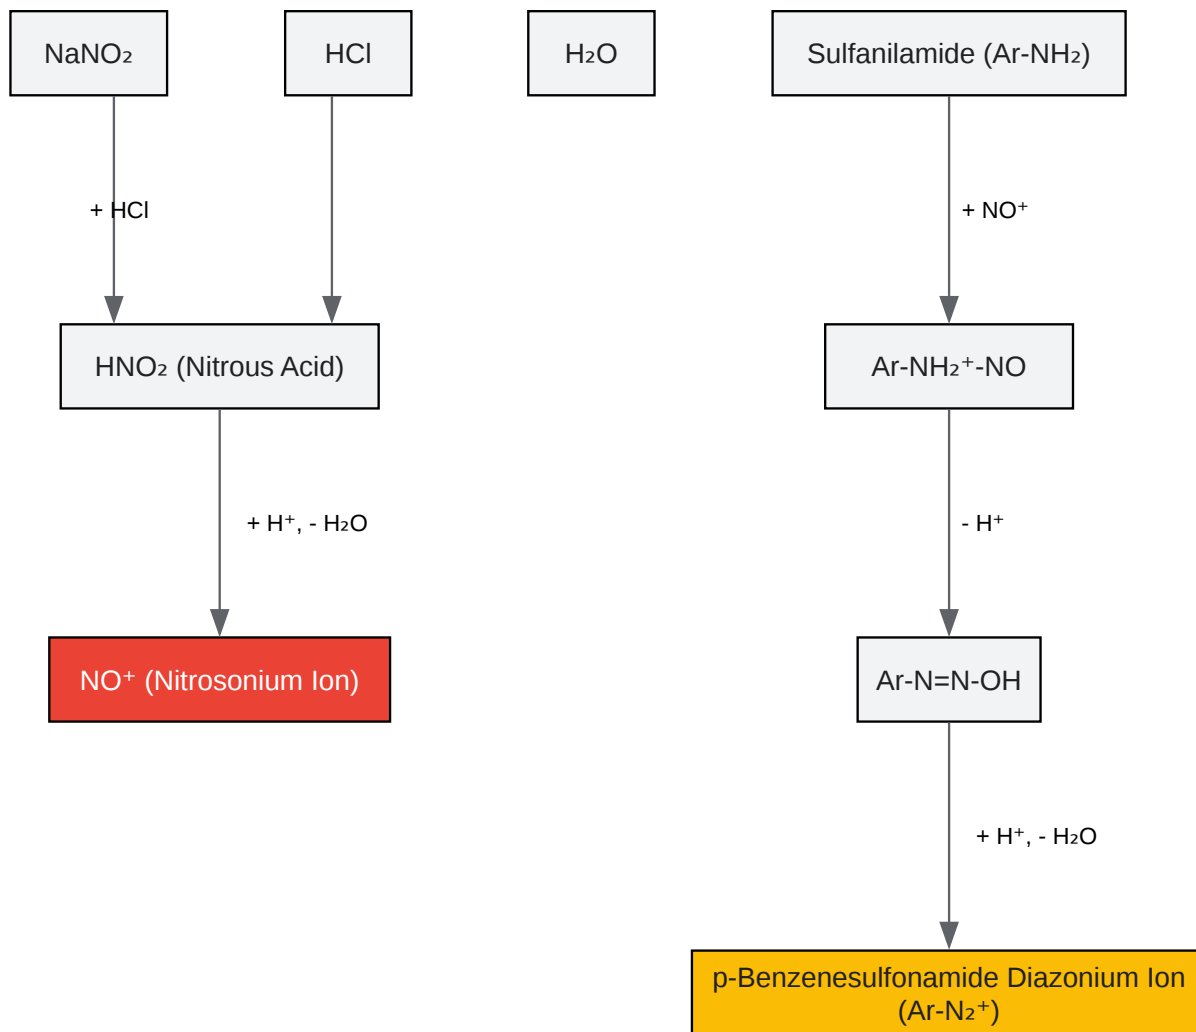 NaNO₂
HCl
H₂O
Sulfanilamide (Ar-NH₂)
+ HCl
+ NO⁺
HNO₂ (Nitrous Acid)
Ar-NH₂⁺-NO
+ H⁺, - H₂O
- H⁺
NO⁺ (Nitrosonium Ion)
Ar-N=N-OH
+ H⁺, - H₂O
p-Benzenesulfonamide Diazonium Ion
(Ar-N₂⁺)